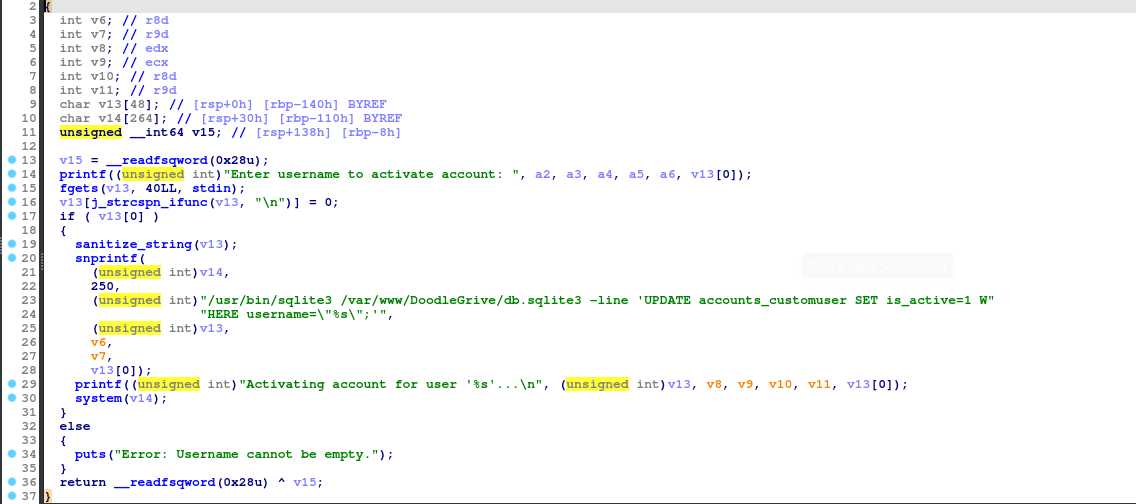 2 {
3 int v6; // r8d
4 int v7; // r9d
5 int v8; // edx
6 int v9; // ecx
7 int v10; // r8d
8 int v11; // r9d
9 char v13[48]; // [rsp+0h] [rbp-140h] BYREF
10 char v14[264]; // [rsp+30h] [rbp-110h] BYREF
11 unsigned __int64 v15; // [rsp+138h] [rbp-8h]
12
13 v15 = __readfsqword(0x28u);
14 printf((unsigned int)"Enter username to activate account: ", a2, a3, a4, a5, a6, v13[0]);
15 fgets(v13, 40LL, stdin);
16 v13[j_strcspn_ifunc(v13, "\n")] = 0;
17 if ( v13[0] )
18 {
19 sanitize_string(v13);
20 snprintf(
21 (unsigned int)v14,
22 250,
23 (unsigned int)"/usr/bin/sqlite3 /var/www/DoodleGrive/db.sqlite3 -line 'UPDATE accounts_customuser SET is_active=1 W"
24 "HERE username=\"%s\";'",
25 (unsigned int)v13,
26 v6,
27 v7,
28 v13[0]);
29 printf((unsigned int)"Activating account for user '%s'...\n", (unsigned int)v13, v8, v9, v10, v11, v13[0]);
30 system(v14);
31 }
32 else
33 {
34 puts("Error: Username cannot be empty.");
35 }
36 return __readfsqword(0x28u) ^ v15;
37 }